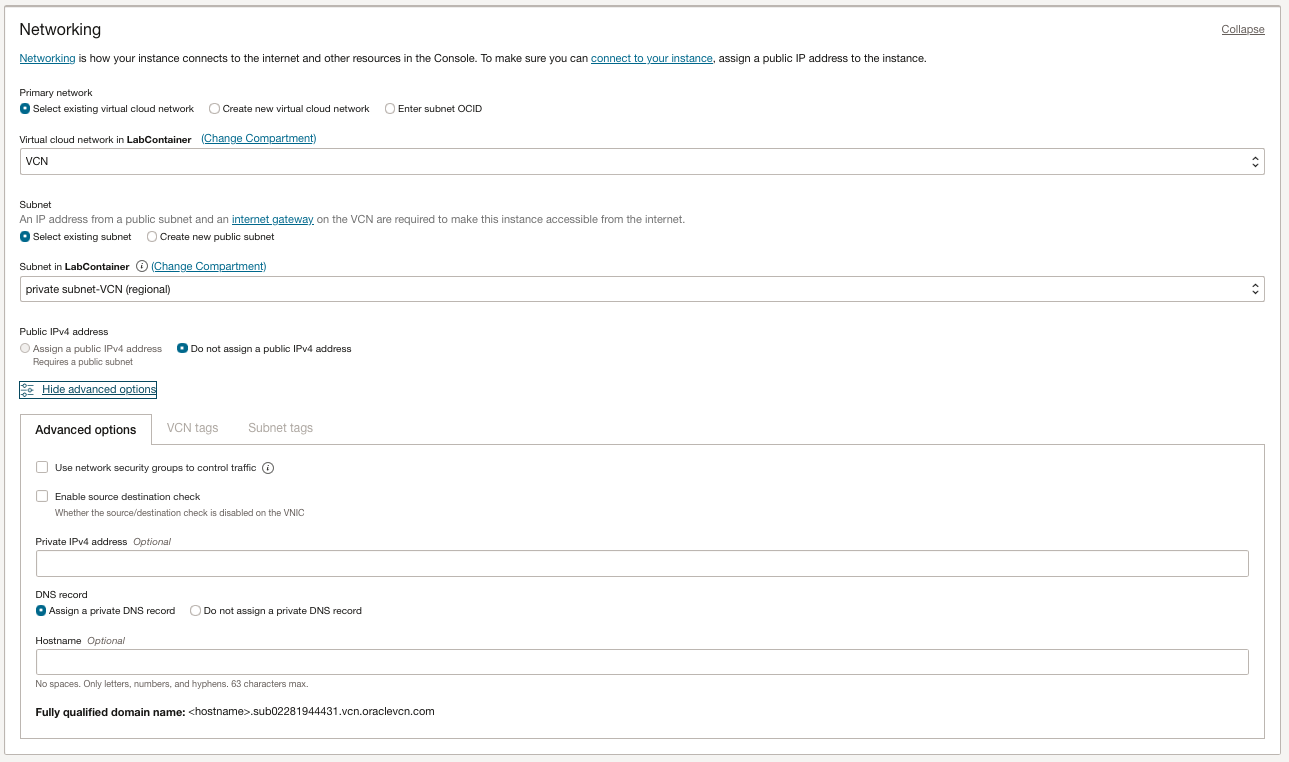 Networking
Collapse
Networking is how your instance connects to the internet and other resources in the Console. To make sure you can connect to your instance, assign a public IP address to the instance.
Primary network
Select existing virtual cloud network Create new virtual cloud network Enter subnet OCID
Virtual cloud network in LabContainer (Change Compartment)
VCN
Subnet
An IP address from a public subnet and an internet gateway on the VCN are required to make this instance accessible from the internet.
Select existing subnet Create new public subnet
Subnet in LabContainer i (Change Compartment)
private subnet-VCN (regional)
Public IPv4 address
Assign a public IPv4 address Do not assign a public IPv4 address
Requires a public subnet
Hide advanced options
Advanced options VCN tags Subnet tags
Use network security groups to control traffic i
Enable source destination check
Whether the source/destination check is disabled on the VNIC
Private IPv4 address Optional
DNS record
Assign a private DNS record Do not assign a private DNS record
Hostname Optional
No spaces. Only letters, numbers, and hyphens. 63 characters max.
Fully qualified domain name: <hostname>.sub02281944431.vcn.oraclevcn.com